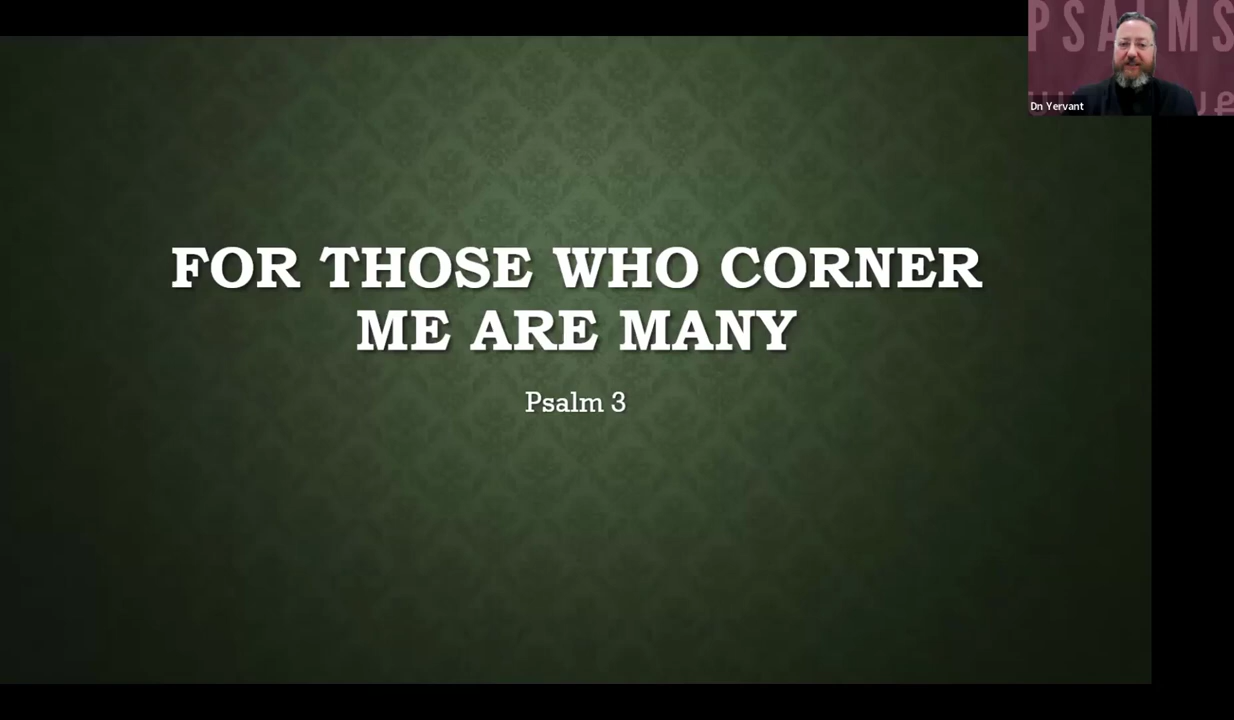 FOR THOSE WHO CORNER
ME ARE MANY
Psalm 3
PSALMS
Dn Yervant